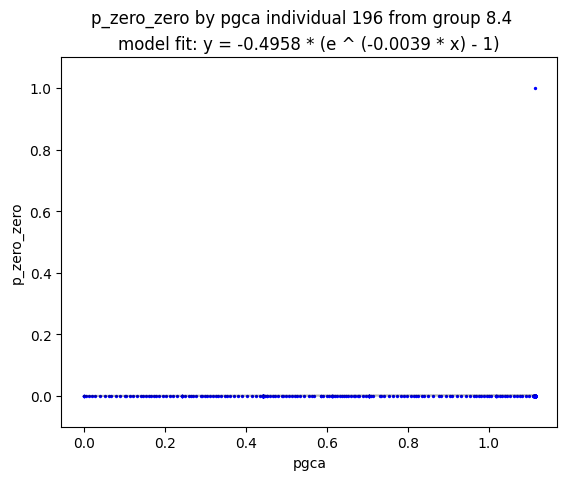 p_zero_zero by pgca individual 196 from group 8.4
model fit: y = -0.4958 * (e ^ (-0.0039 * x) - 1)
1.0
0.8
0.6
0.4
0.2
0.0
p_zero_zero
0.0 0.2 0.4 0.6 0.8 1.0
pgca